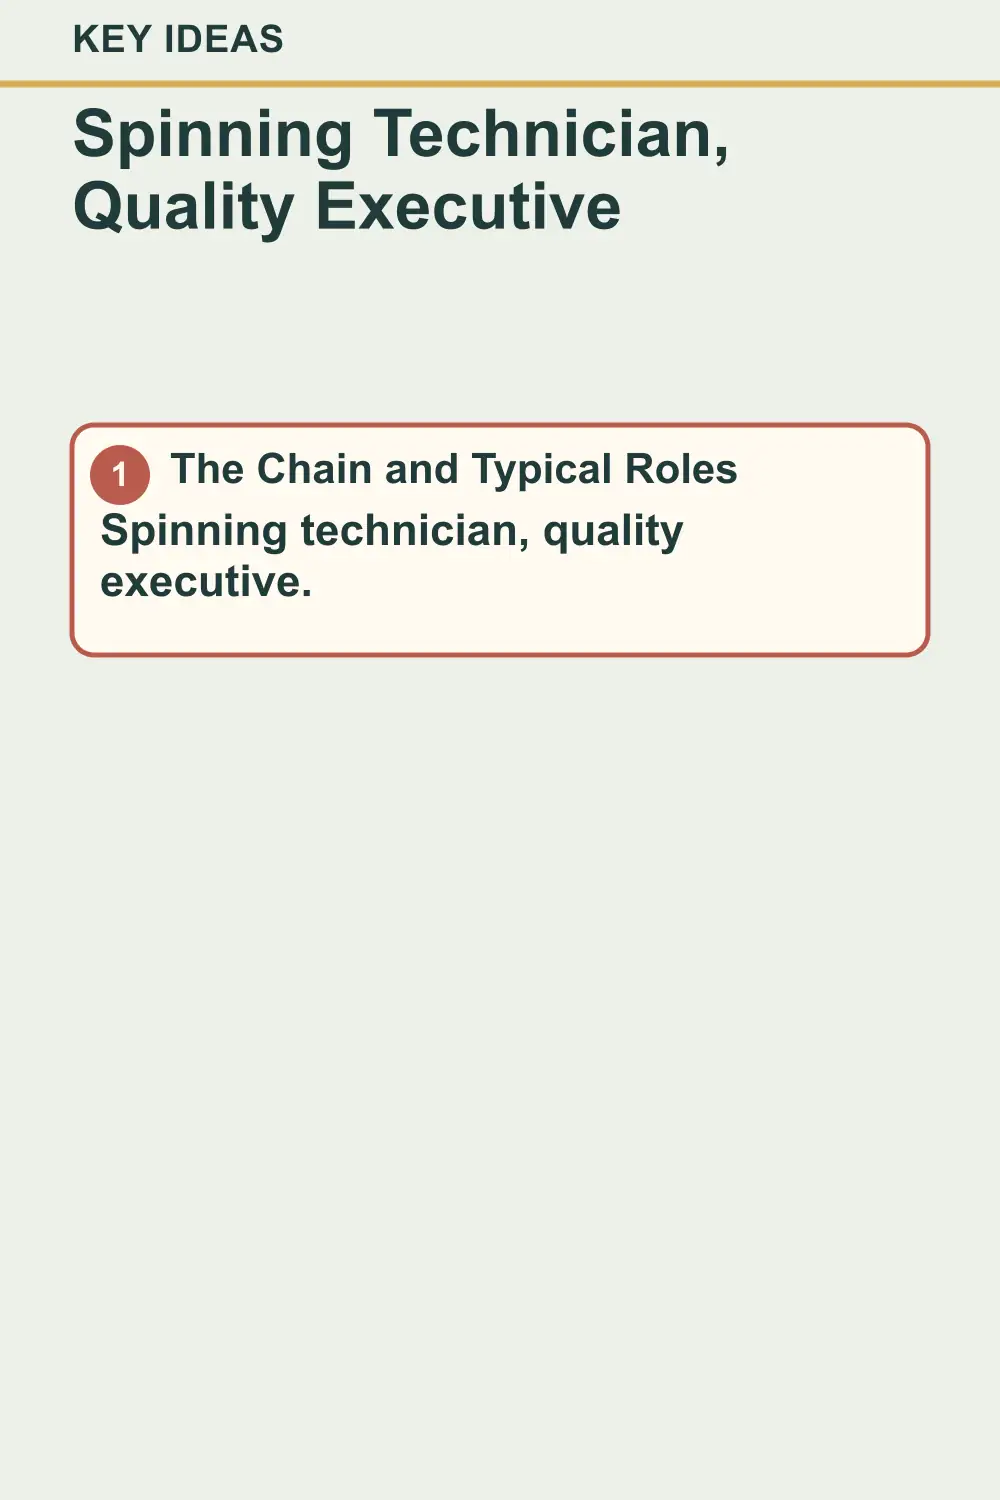 KEY IDEAS
Spinning Technician,
Quality Executive
1 The Chain and Typical Roles
Spinning technician, quality
executive.